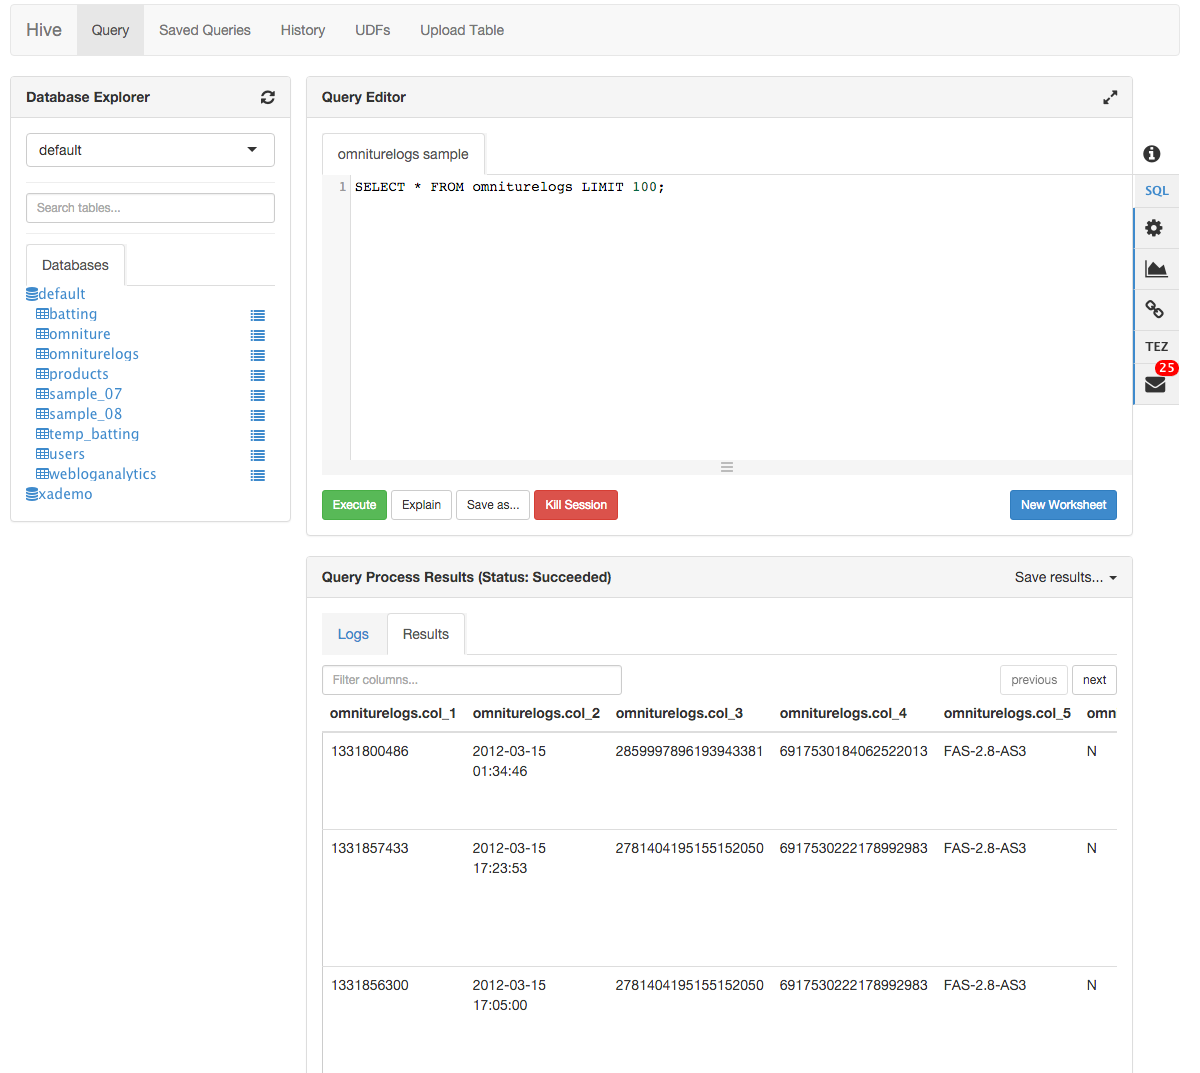 Hive Query Saved Queries History UDFs Upload Table
Database Explorer
default
Search tables...
Databases
default
batting
omniture
omniturelogs
products
sample_07
sample_08
temp_batting
users
webloganalytics
xademo
Query Editor
omniturelogs sample
1 SELECT * FROM omniturelogs LIMIT 100;
Execute Explain Save as... Kill Session New Worksheet
SQL
TEZ
25
Query Process Results (Status: Succeeded) Save results...
Logs Results
Filter columns... previous next
omniturelogs.col_1 omniturelogs.col_2 omniturelogs.col_3 omniturelogs.col_4 omniturelogs.col_5 omn
1331800486 2012-03-15 2859997896193943381 6917530184062522013 FAS-2.8-AS3 N
01:34:46
1331857433 2012-03-15 2781404195155152050 6917530222178992983 FAS-2.8-AS3 N
17:23:53
1331856300 2012-03-15 2781404195155152050 6917530222178992983 FAS-2.8-AS3 N
17:05:00